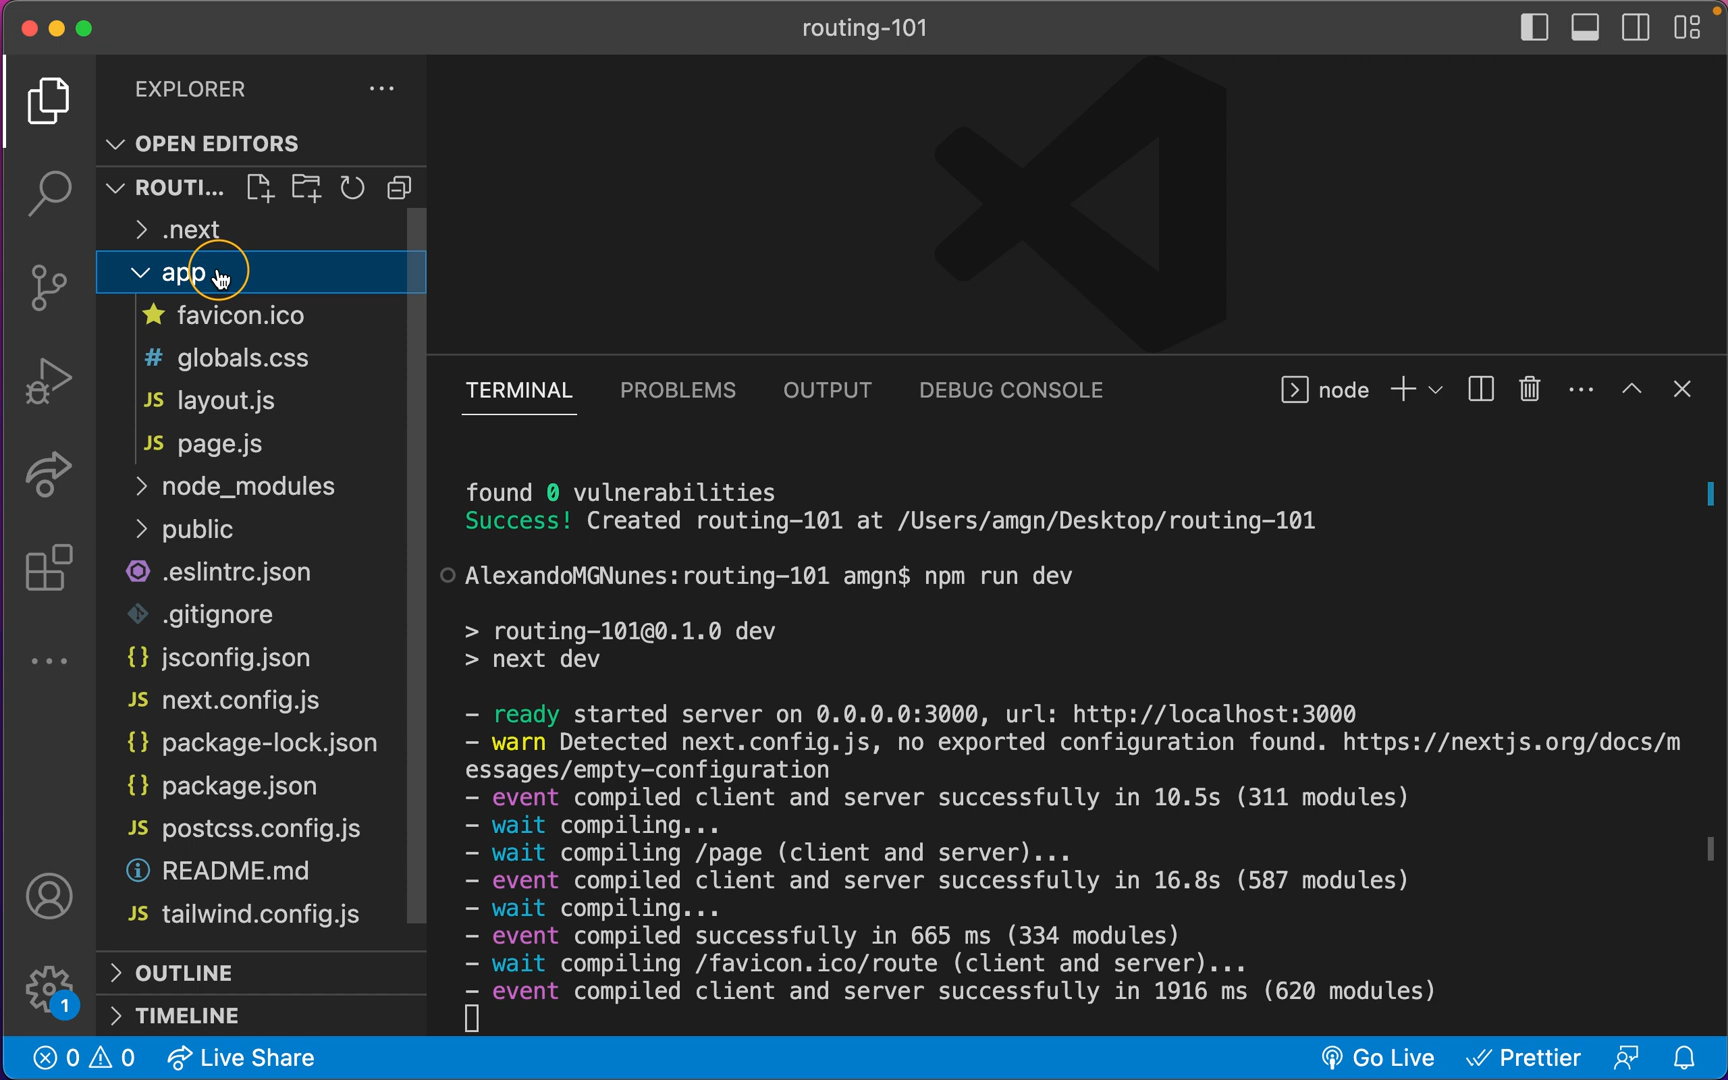 routing-101
EXPLORER
OPEN EDITORS
ROUTI...
.next
app
favicon.ico
# globals.css
JS layout.js
JS page.js
node_modules
public
.eslintrc.json
.gitignore
{} jsconfig.json
JS next.config.js
{} package-lock.json
{} package.json
JS postcss.config.js
README.md
JS tailwind.config.js
OUTLINE
TIMELINE
1
TERMINAL PROBLEMS OUTPUT DEBUG CONSOLE node
found 0 vulnerabilities
Success! Created routing-101 at /Users/amgn/Desktop/routing-101
AlexandoMGNunes:routing-101 amgn$ npm run dev
> routing-101@0.1.0 dev
> next dev
- ready started server on 0.0.0.0:3000, url: http://localhost:3000
- warn Detected next.config.js, no exported configuration found. https://nextjs.org/docs/m
essages/empty-configuration
- event compiled client and server successfully in 10.5s (311 modules)
- wait compiling...
- wait compiling /page (client and server)...
- event compiled client and server successfully in 16.8s (587 modules)
- wait compiling...
- event compiled successfully in 665 ms (334 modules)
- wait compiling /favicon.ico/route (client and server)...
- event compiled client and server successfully in 1916 ms (620 modules)
0 0 Live Share Go Live Prettier